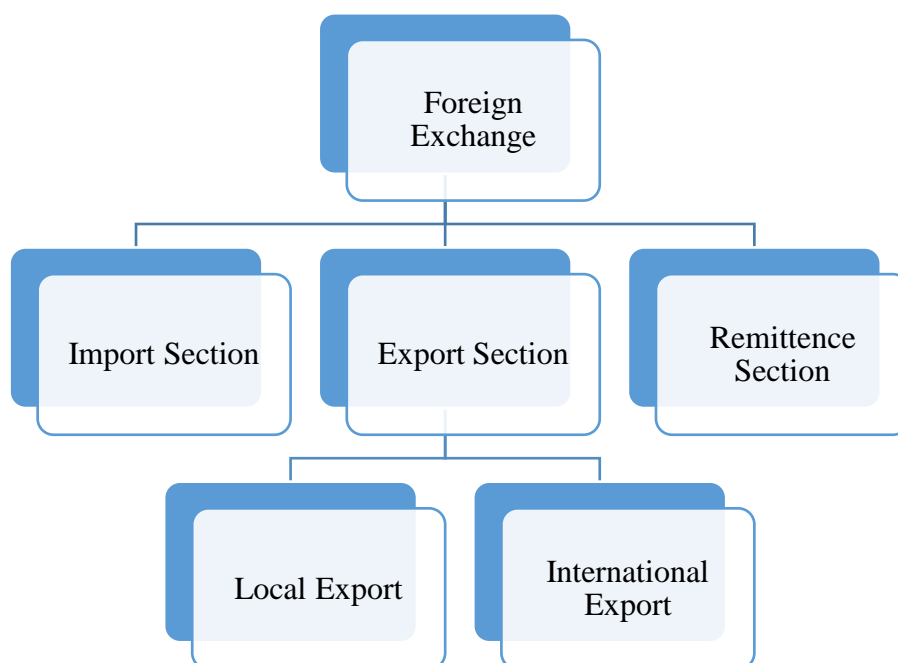 Foreign
Exchange
Import Section
Export Section
Remittence
Section
Local Export
International
Export